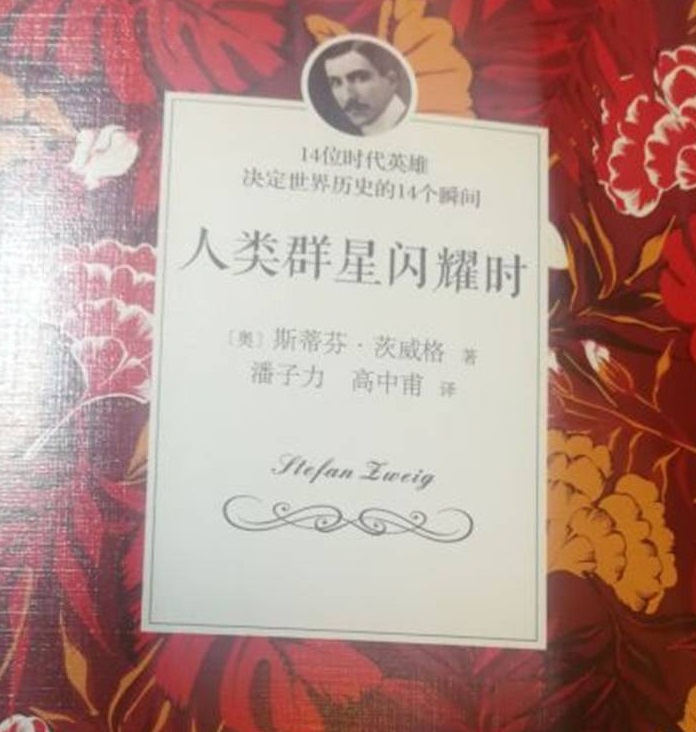 14位时代英雄
决定世界历史的14个瞬间
人类群星闪耀时
〔奥〕斯蒂芬·茨威格 著
潘子力 高中甫 译
Stefan Zweig